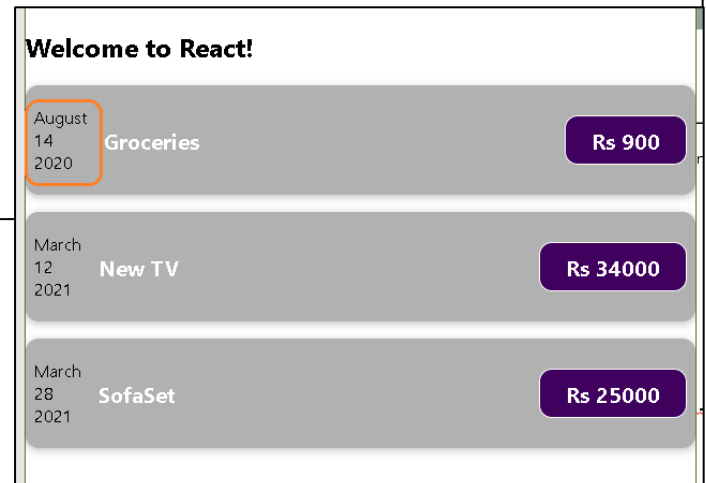 Welcome to React!
August
14
2020
Groceries
Rs 900
March
12
2021
New TV
Rs 34000
March
28
2021
SofaSet
Rs 25000